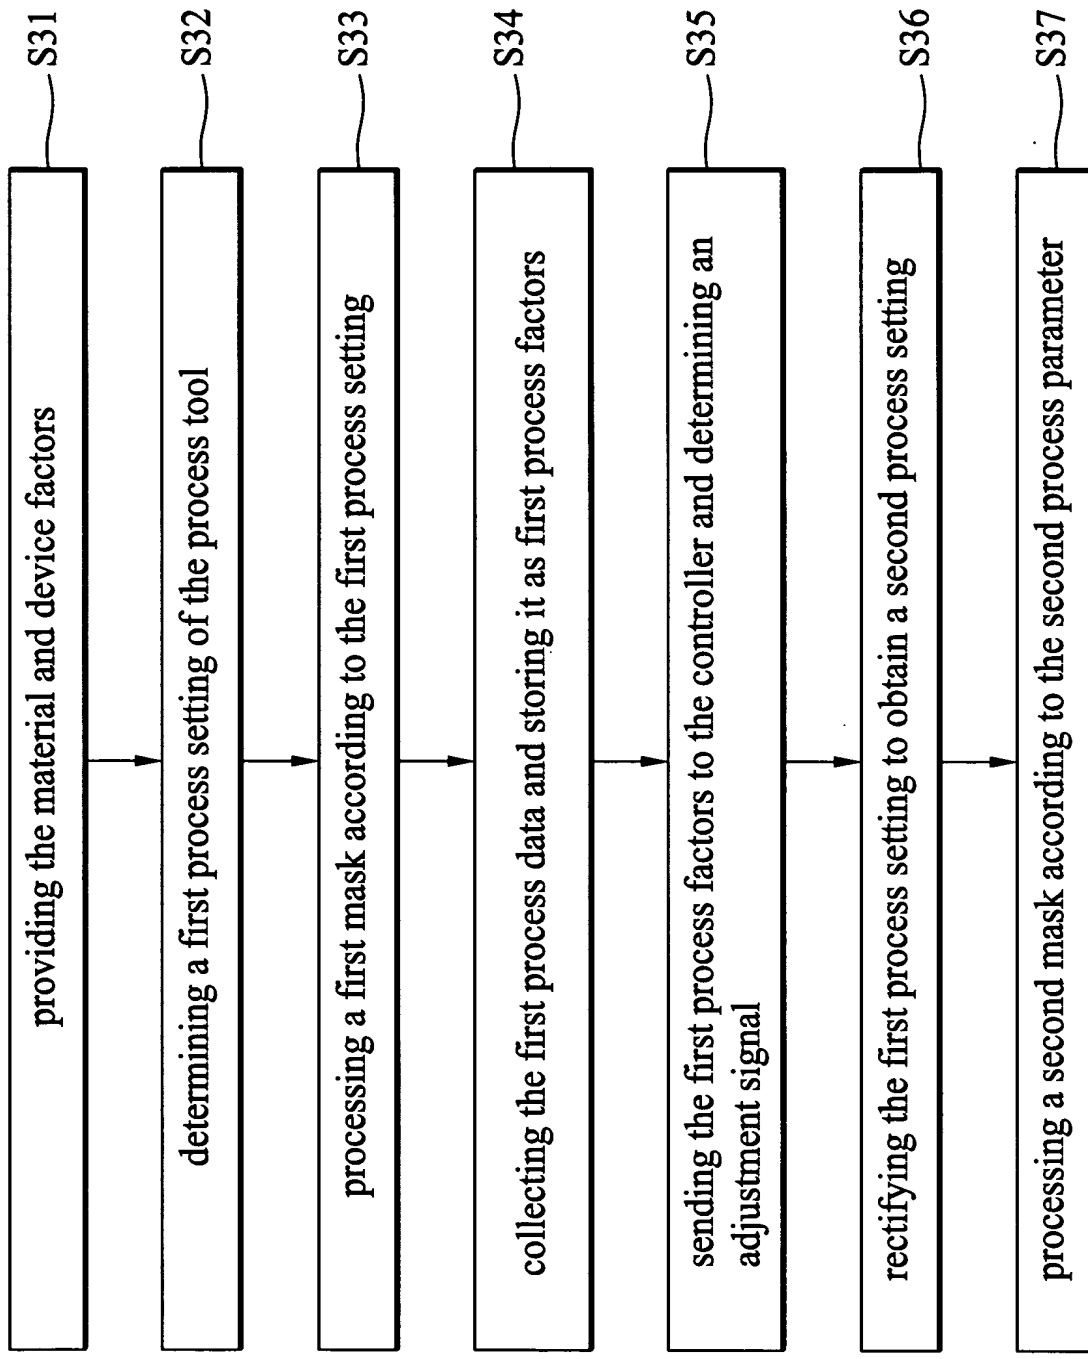 providing the material and device factors
S31
determining a first process setting of the process tool
S32
processing a first mask according to the first process setting
S33
collecting the first process data and storing it as first process factors
S34
sending the first process factors to the controller and determining an
adjustment signal
S35
rectifying the first process setting to obtain a second process setting
S36
processing a second mask according to the second process parameter
S37